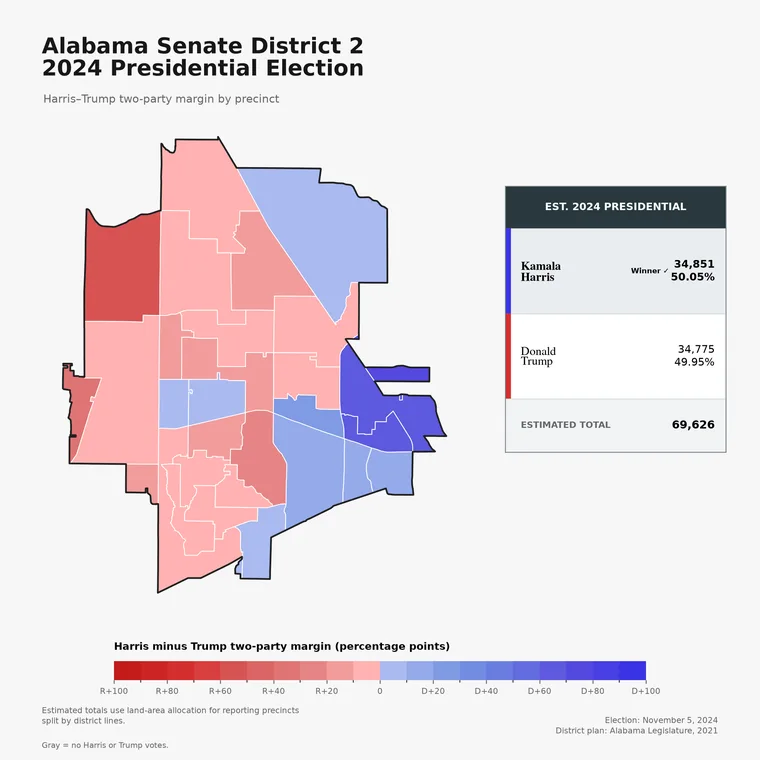 Alabama Senate District 2
2024 Presidential Election
Harris–Trump two-party margin by precinct
EST. 2024 PRESIDENTIAL
Kamala
Harris
Winner ✓
34,851
50.05%
Donald
Trump
34,775
49.95%
ESTIMATED TOTAL
69,626
Harris minus Trump two-party margin (percentage points)
R+100 R+80 R+60 R+40 R+20 0 D+20 D+40 D+60 D+80 D+100
Estimated totals use land-area allocation for reporting precincts
split by district lines.
Gray = no Harris or Trump votes.
Election: November 5, 2024
District plan: Alabama Legislature, 2021